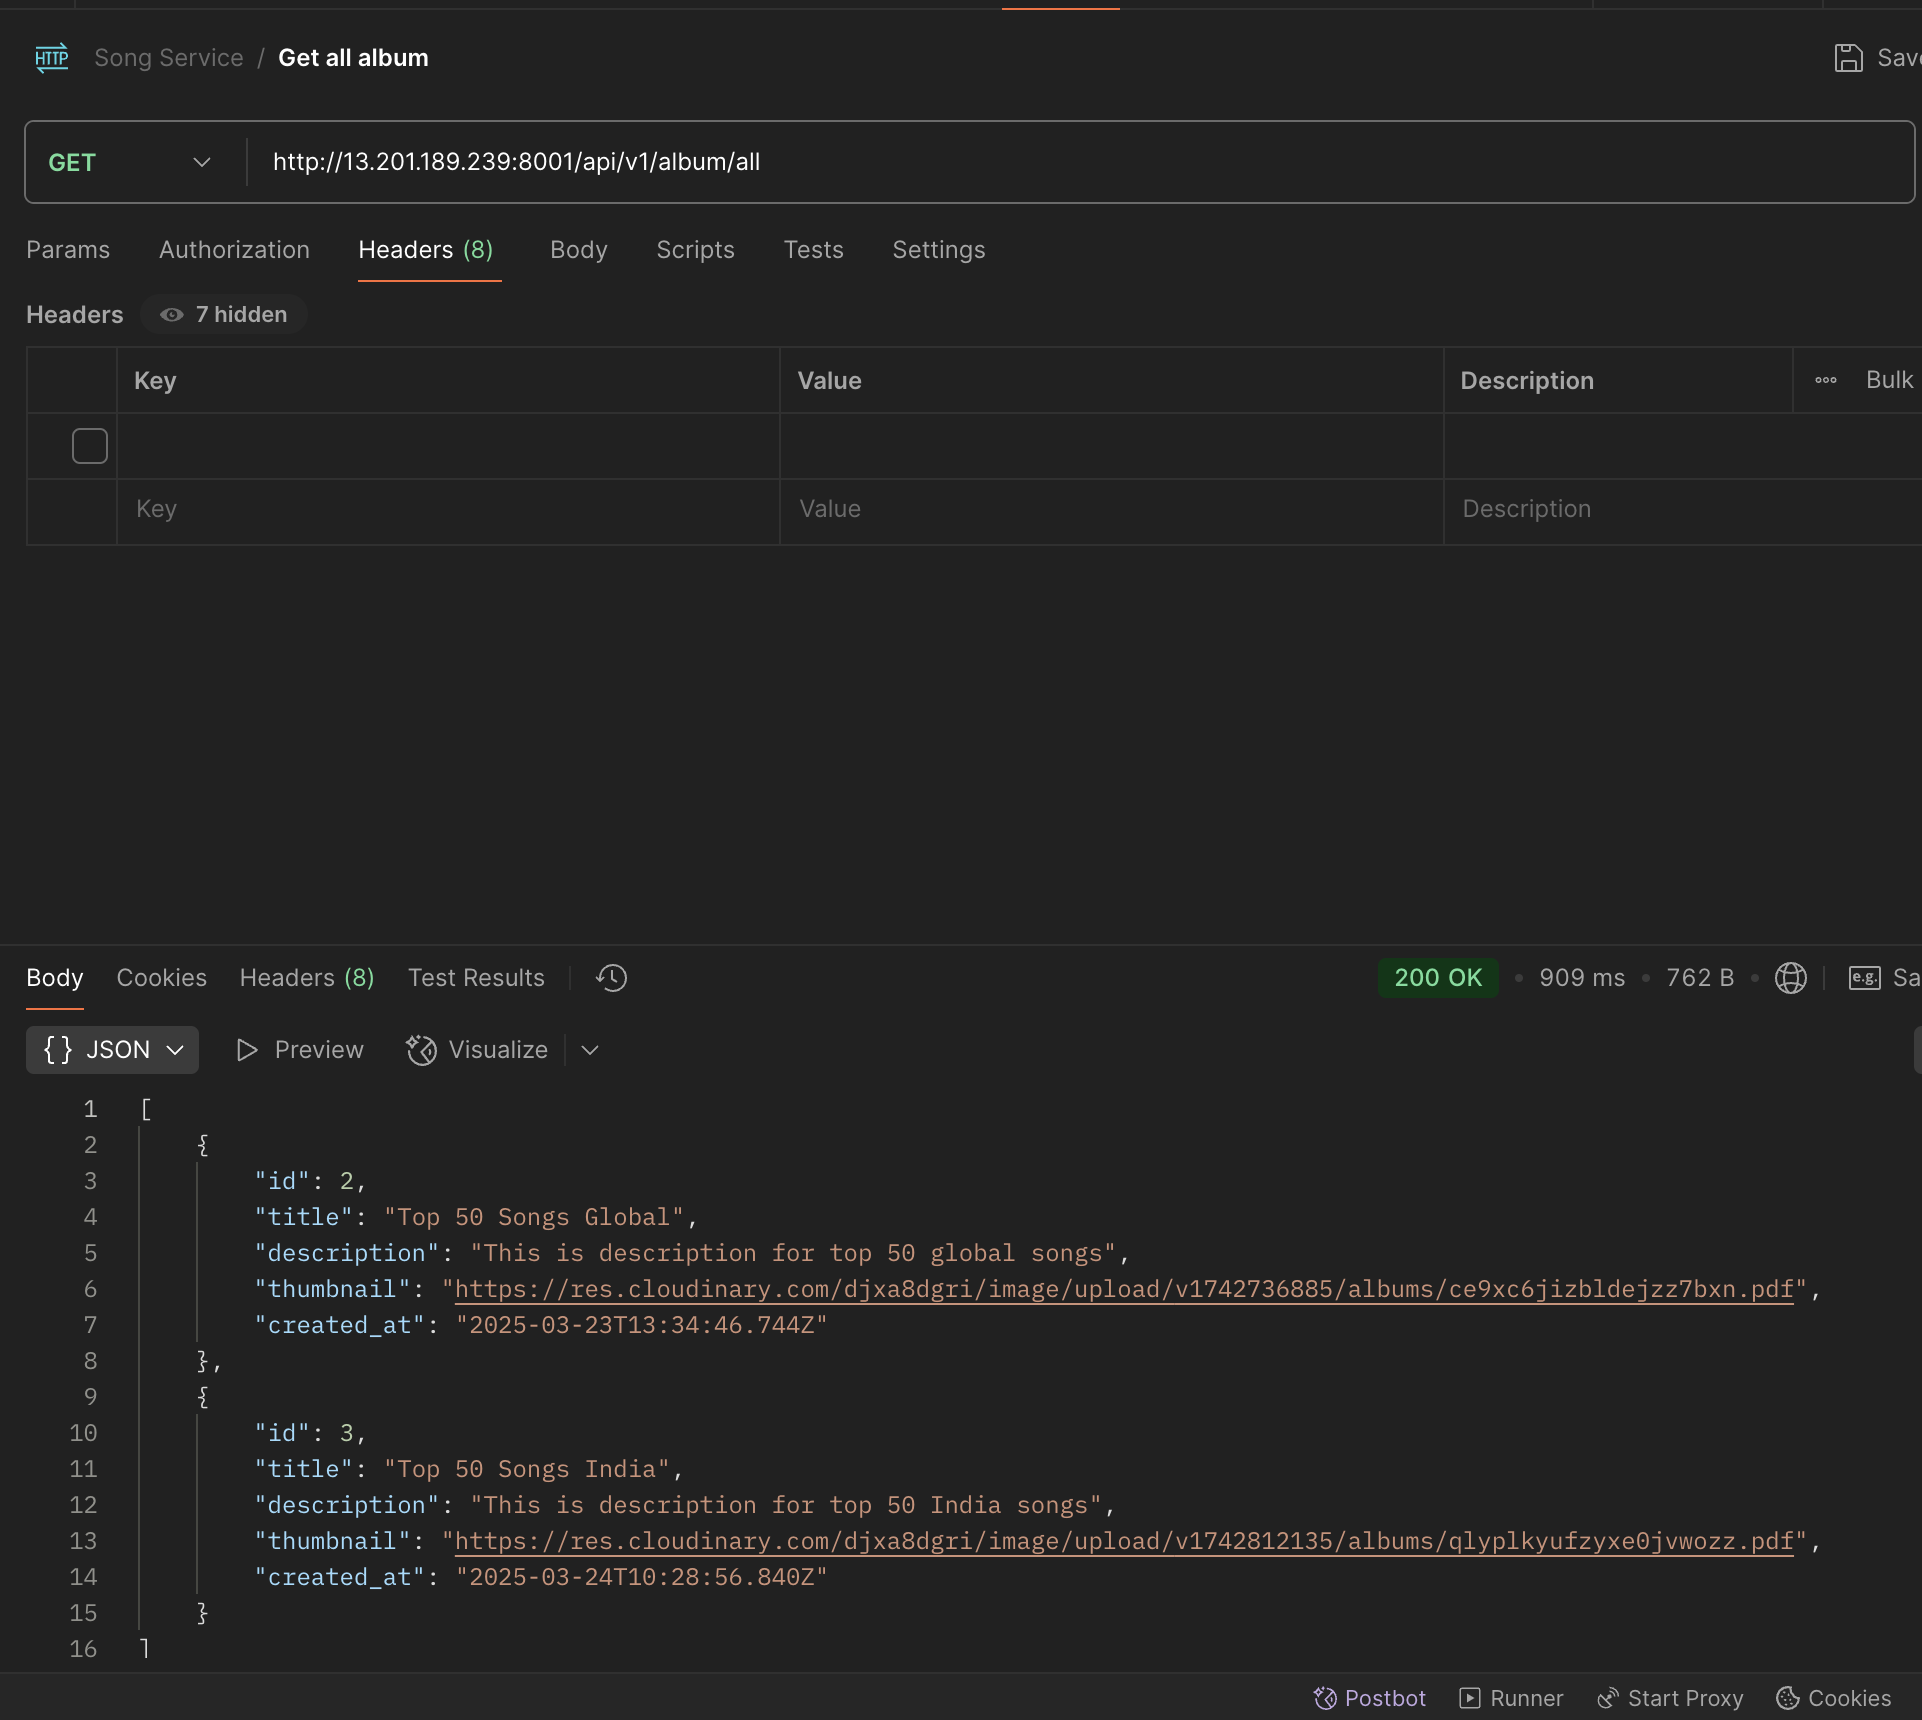 HTTP Song Service / Get all album Save
GET http://13.201.189.239:8001/api/v1/album/all
Params Authorization Headers (8) Body Scripts Tests Settings
Headers 7 hidden
Key Value Description Bulk
Key Value Description
Body Cookies Headers (8) Test Results 200 OK • 909 ms • 762 B • e.g. Sa
{} JSON Preview Visualize
1 [
2 {
3 "id": 2,
4 "title": "Top 50 Songs Global",
5 "description": "This is description for top 50 global songs",
6 "thumbnail": "https://res.cloudinary.com/djxa8dgri/image/upload/v1742736885/albums/ce9xc6jizbldejzz7bxn.pdf",
7 "created_at": "2025-03-23T13:34:46.744Z"
8 },
9 {
10 "id": 3,
11 "title": "Top 50 Songs India",
12 "description": "This is description for top 50 India songs",
13 "thumbnail": "https://res.cloudinary.com/djxa8dgri/image/upload/v1742812135/albums/qlyplkyufzyxe0jvwozz.pdf",
14 "created_at": "2025-03-24T10:28:56.840Z"
15 }
16 ]
Postbot Runner Start Proxy Cookies